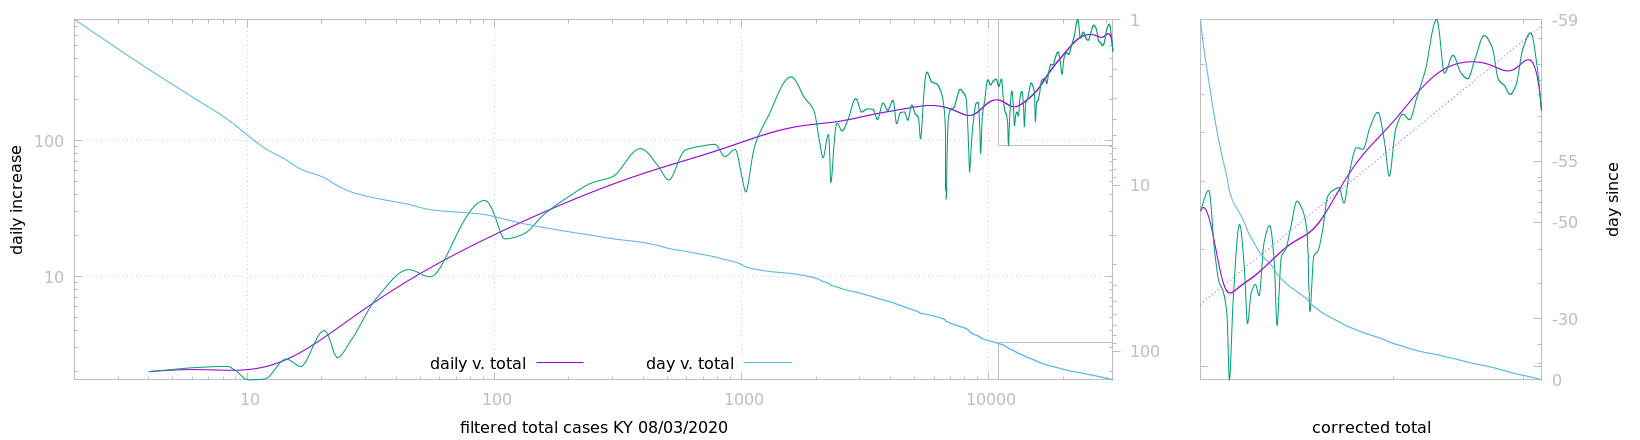 daily increase
100
10
daily v. total
day v. total
10
100
1000
10000
filtered total cases KY 08/03/2020
1
10
100
-59
-55
-50
-30
0
day since
corrected total